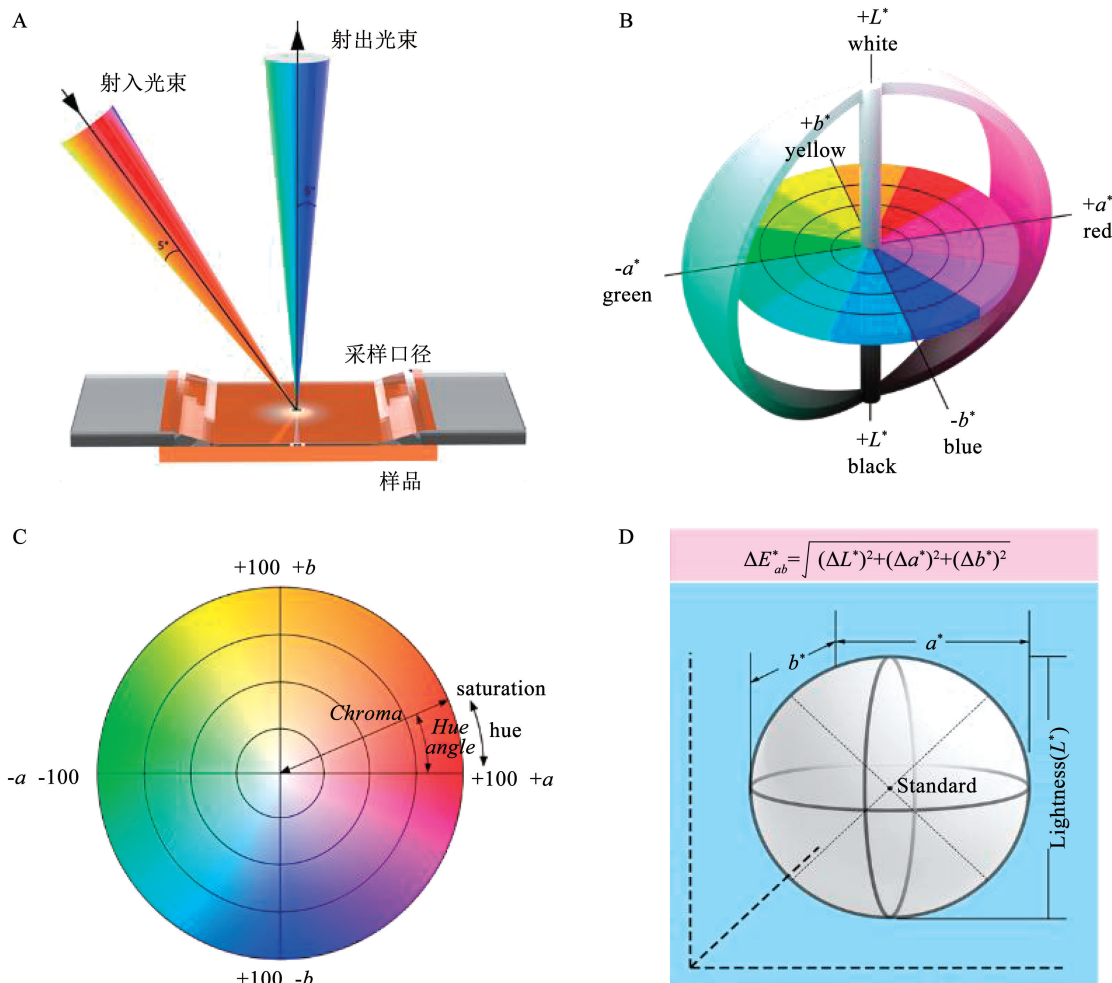 A
射入光束
射出光束
5°
5°
采样口径
样品
B
+L*
white
+b*
yellow
+a*
red
-a*
green
-b*
blue
+L*
black
C
+100 +b
saturation
Chroma
hue
Hue
angle
-a -100
+100 +a
+100 -b
D
ΔE*ab=√(ΔL*)²+(Δa*)²+(Δb*)²
a*
b*
Standard
Lightness(L*)